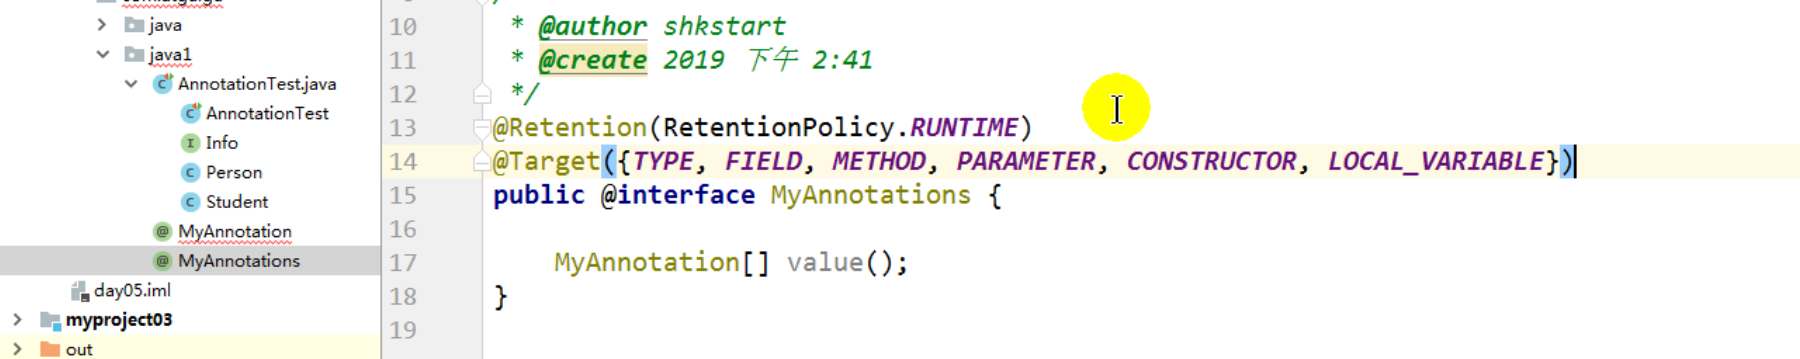 java
java1
AnnotationTest.java
AnnotationTest
Info
Person
Student
MyAnnotation
MyAnnotations
day05.iml
myproject03
out
10 * @author shkstart
11 * @create 2019 下午 2:41
12 */
13 @Retention(RetentionPolicy.RUNTIME)
14 @Target({TYPE, FIELD, METHOD, PARAMETER, CONSTRUCTOR, LOCAL_VARIABLE})
15 public @interface MyAnnotations {
16
17 MyAnnotation[] value();
18 }
19